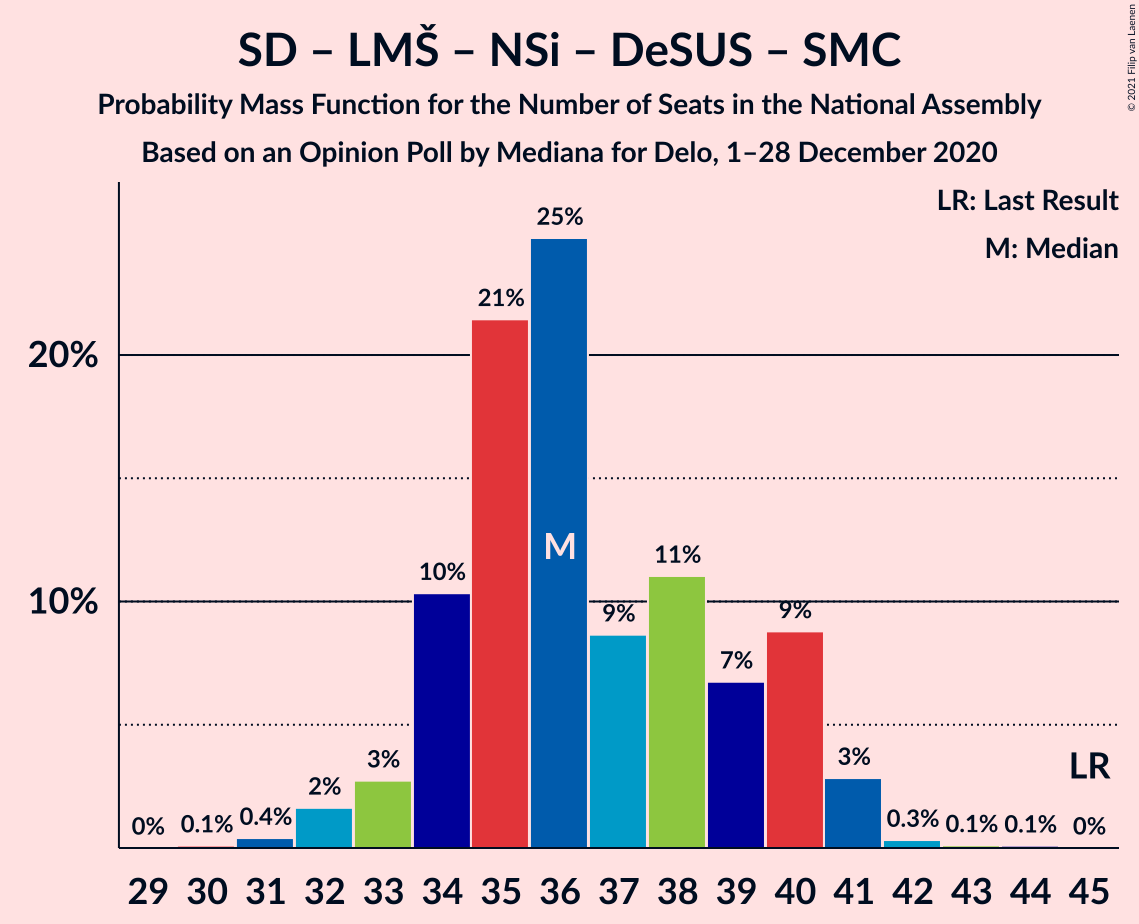 SD – LMŠ – NSi – DeSUS – SMC
Probability Mass Function for the Number of Seats in the National Assembly
Based on an Opinion Poll by Mediana for Delo, 1–28 December 2020
© 2021 Filip van Laenen
LR: Last Result
M: Median
25%
21%
20%
M
11%
10%
10%
9%
9%
7%
3%
3%
LR
2%
0%
0.1%
0.4%
0.3%
0.1%
0.1%
0%
29 30 31 32 33 34 35 36 37 38 39 40 41 42 43 44 45